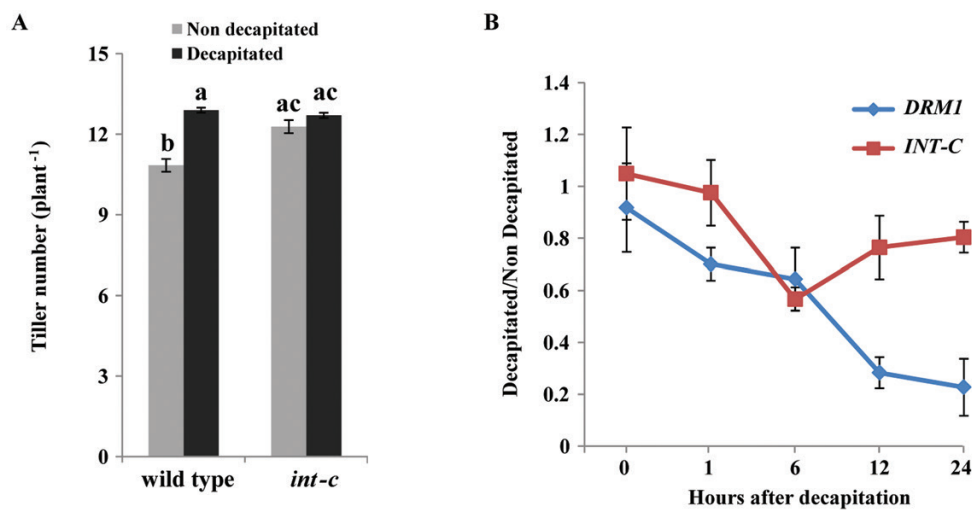 A
Non decapitated
Decapitated
Tiller number (plant -1)
15
12
9
6
3
0
b
a
ac
ac
wild type
int-c
B
DRM1
INT-C
Decapitated/Non Decapitated
1.4
1.2
1
0.8
0.6
0.4
0.2
0
0
1
6
12
24
Hours after decapitation